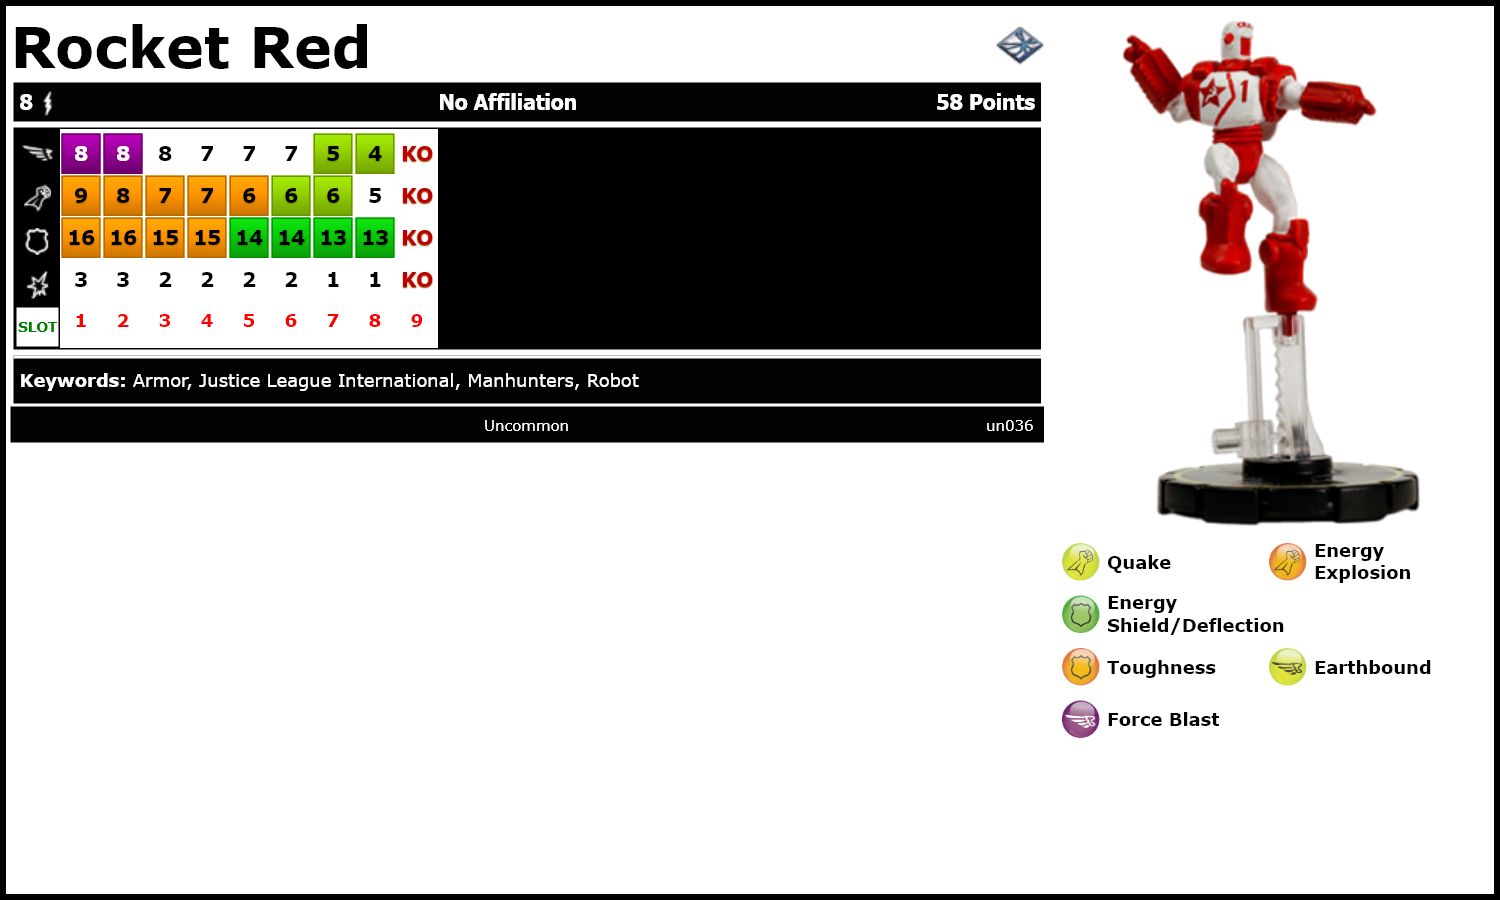 Rocket Red
8 No Affiliation 58 Points
8 8 8 7 7 7 5 4 KO
9 8 7 7 6 6 6 5 KO
16 16 15 15 14 14 13 13 KO
3 3 2 2 2 2 1 1 KO
SLOT 1 2 3 4 5 6 7 8 9
Keywords: Armor, Justice League International, Manhunters, Robot
Uncommon un036
1
Quake
Energy
Explosion
Energy
Shield/Deflection
Toughness
Earthbound
Force Blast